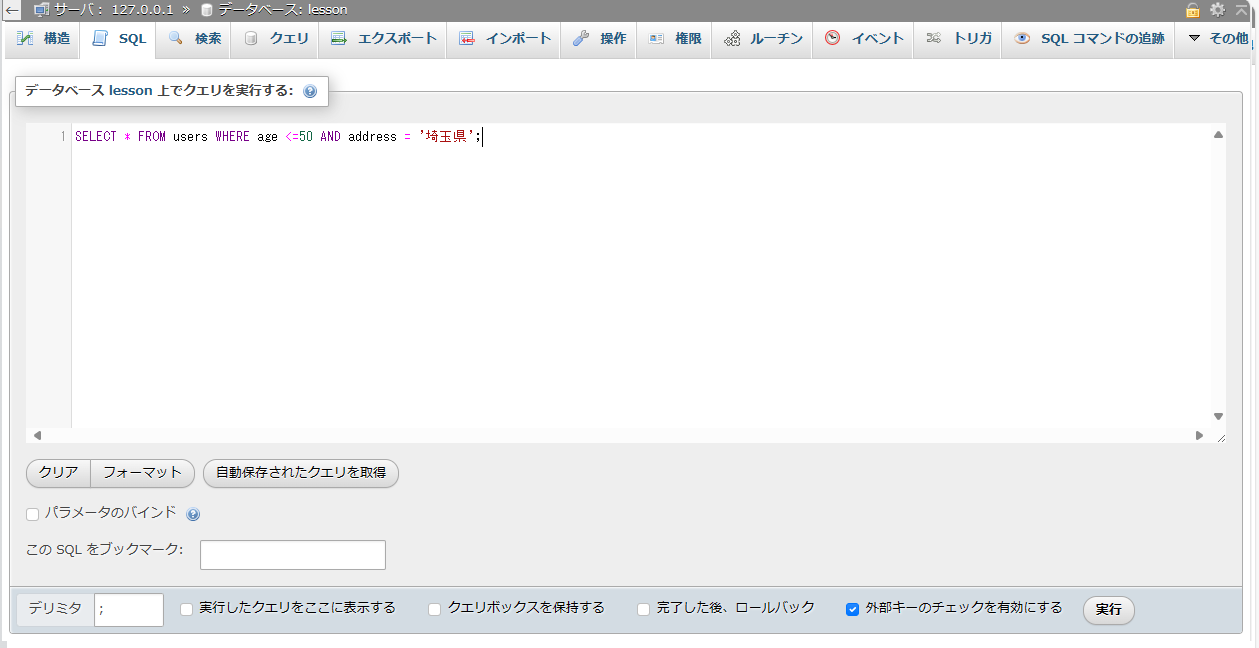 サーバ: 127.0.0.1 » データベース: lesson
構造 SQL 検索 クエリ エクスポート インポート 操作 権限 ルーチン イベント トリガ SQL コマンドの追跡 その他
データベース lesson 上でクエリを実行する:
1 SELECT * FROM users WHERE age <=50 AND address = '埼玉県';
クリア フォーマット 自動保存されたクエリを取得
パラメータのバインド
この SQL をブックマーク:
デリミタ ; 実行したクエリをここに表示する クエリボックスを保持する 完了した後、ロールバック 外部キーのチェックを有効にする 実行